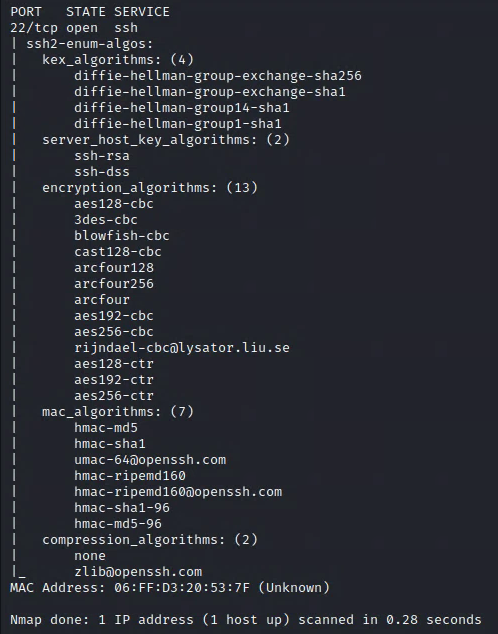 PORT   STATE SERVICE
22/tcp open  ssh
| ssh2-enum-algos:
|   kex_algorithms: (4)
|       diffie-hellman-group-exchange-sha256
|       diffie-hellman-group-exchange-sha1
|       diffie-hellman-group14-sha1
|       diffie-hellman-group1-sha1
|   server_host_key_algorithms: (2)
|       ssh-rsa
|       ssh-dss
|   encryption_algorithms: (13)
|       aes128-cbc
|       3des-cbc
|       blowfish-cbc
|       cast128-cbc
|       arcfour128
|       arcfour256
|       arcfour
|       aes192-cbc
|       aes256-cbc
|       rijndael-cbc@lysator.liu.se
|       aes128-ctr
|       aes192-ctr
|       aes256-ctr
|   mac_algorithms: (7)
|       hmac-md5
|       hmac-sha1
|       umac-64@openssh.com
|       hmac-ripemd160
|       hmac-ripemd160@openssh.com
|       hmac-sha1-96
|       hmac-md5-96
|   compression_algorithms: (2)
|       none
|_      zlib@openssh.com
MAC Address: 06:FF:D3:20:53:7F (Unknown)
Nmap done: 1 IP address (1 host up) scanned in 0.28 seconds